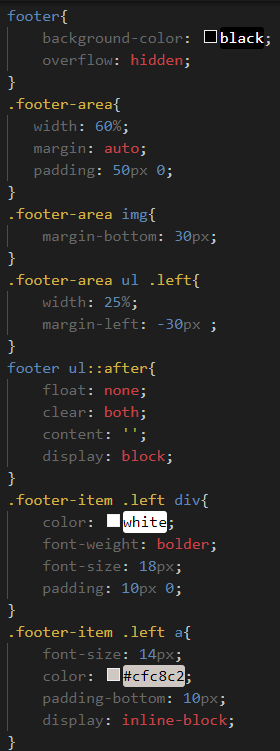 footer{
    background-color: black;
    overflow: hidden;
}
.footer-area{
   width: 60%;
    margin: auto;
   padding: 50px 0;
}
.footer-area img{
    margin-bottom: 30px;
}
.footer-area ul .left{
    width: 25%;
    margin-left: -30px ;
}
footer ul::after{
    float: none;
    clear: both;
    content: '';
    display: block;
}
.footer-item .left div{
    color: white;
    font-weight: bolder;
    font-size: 18px;
    padding: 10px 0;
}
.footer-item .left a{
    font-size: 14px;
    color: #cfc8c2;
    padding-bottom: 10px;
    display: inline-block;
}